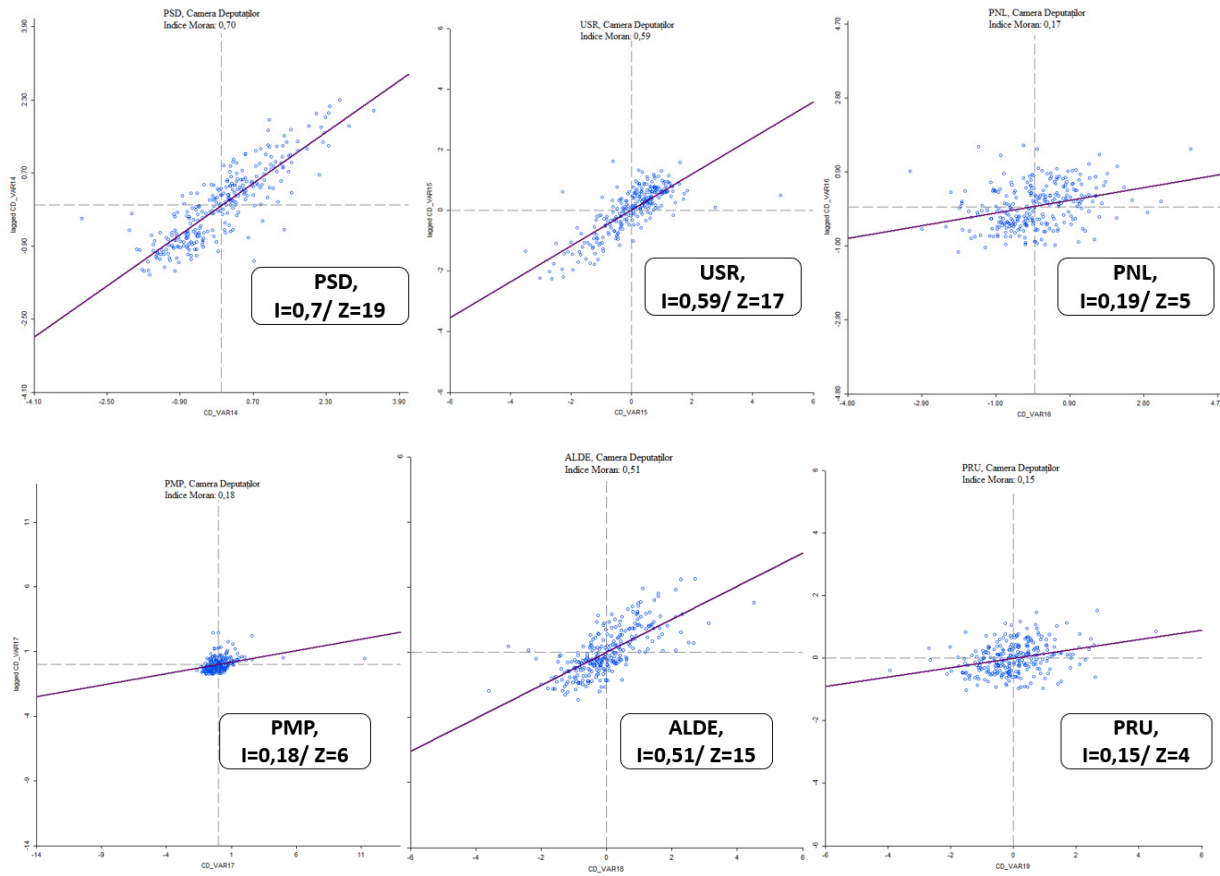 PSD, Camera Deputaților
Indice Moran: 0,70
3.90
2.30
0.70
-0.90
-2.50
-4.10
lagged CD_VAR14
-4.10 -2.50 -0.90 0.70 2.30 3.90
CD_VAR14
PSD,
I=0,7/ Z=19
USR, Camera Deputaților
Indice Moran: 0,59
6
4
2
0
-2
-4
-6
lagged CD_VAR15
-6 -4 -2 0 2 4 6
CD_VAR15
USR,
I=0,59/ Z=17
PNL, Camera Deputaților
Indice Moran: 0,17
4.70
2.80
0.90
-1.00
-2.90
-4.80
lagged CD_VAR16
-4.80 -2.90 -1.00 0.90 2.80 4.7
CD_VAR16
PNL,
I=0,19/ Z=5
PMP, Camera Deputaților
Indice Moran: 0,18
11
6
1
-4
-9
-14
lagged CD_VAR17
-14 -4 1 6 11
CD_VAR17
PMP,
I=0,18/ Z=6
ALDE, Camera Deputaților
Indice Moran: 0,51
6
-4
-6
-6 -4 -2 0 2 4 6
CD_VAR18
ALDE,
I=0,51/ Z=15
PRU, Camera Deputaților
Indice Moran: 0,15
6
4
2
0
-2
-4
-6
-6 -4 -2 0 2 4 6
CD_VAR19
PRU,
I=0,15/ Z=4